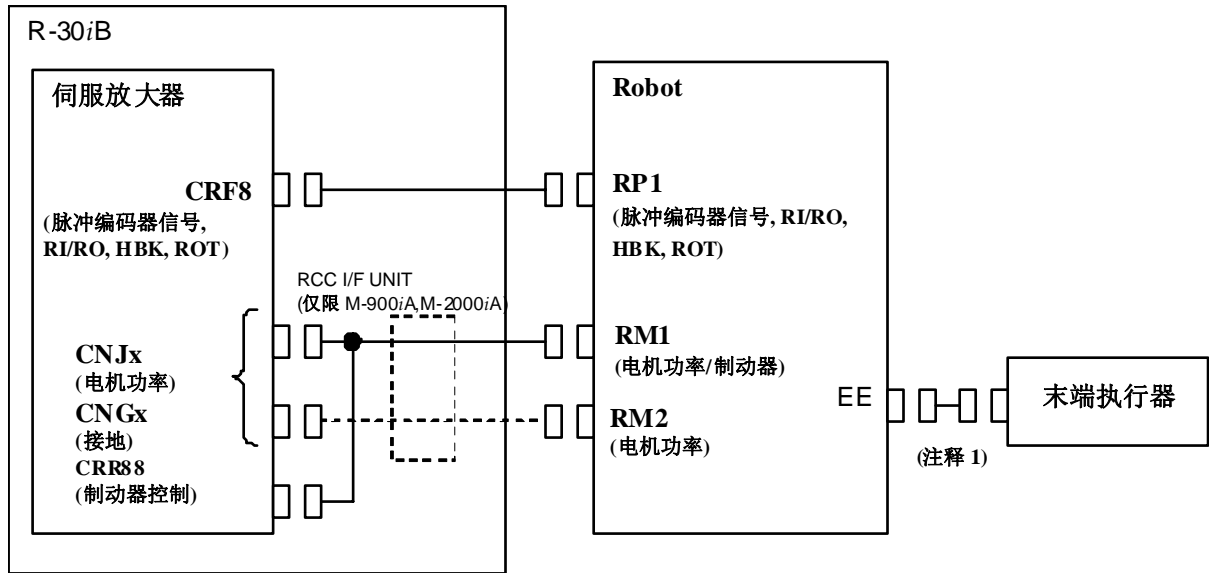 R-30iB
伺服放大器
CRF8
(脉冲编码器信号,
RI/RO, HBK, ROT)
RCC I/F UNIT
(仅限 M-900iA,M-2000iA)
CNJx
(电机功率)
CNGx
(接地)
CRR88
(制动器控制)
Robot
RP1
(脉冲编码器信号, RI/RO,
HBK, ROT)
RM1
(电机功率/制动器)
RM2
(电机功率)
EE
(注释 1)
末端执行器